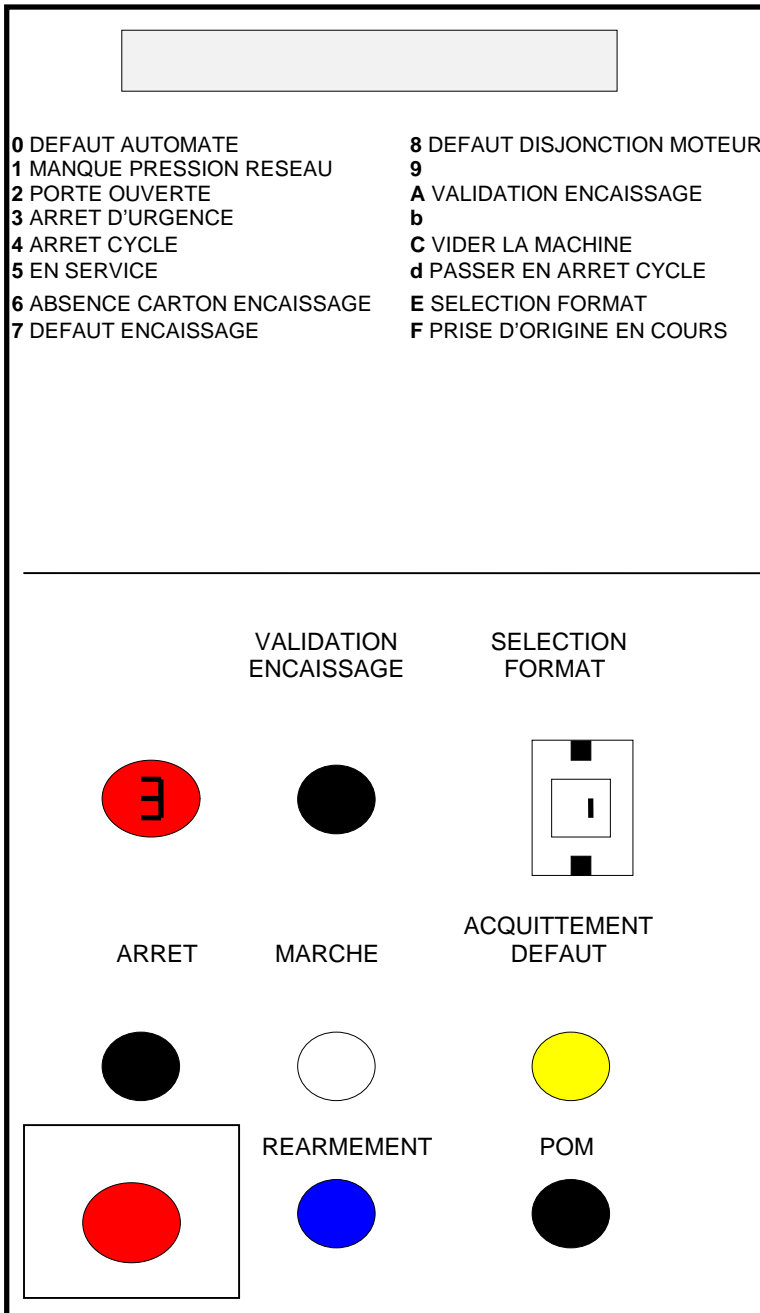 0 DEFAUT AUTOMATE
1 MANQUE PRESSION RESEAU
2 PORTE OUVERTE
3 ARRET D'URGENCE
4 ARRET CYCLE
5 EN SERVICE
6 ABSENCE CARTON ENCAISSAGE
7 DEFAUT ENCAISSAGE
8 DEFAUT DISJONCTION MOTEUR
9
A VALIDATION ENCAISSAGE
b
C VIDER LA MACHINE
d PASSER EN ARRET CYCLE
E SELECTION FORMAT
F PRISE D'ORIGINE EN COURS
VALIDATION
ENCAISSAGE
SELECTION
FORMAT
3
1
ARRET
MARCHE
ACQUITTEMENT
DEFAUT
REARMEMENT
POM